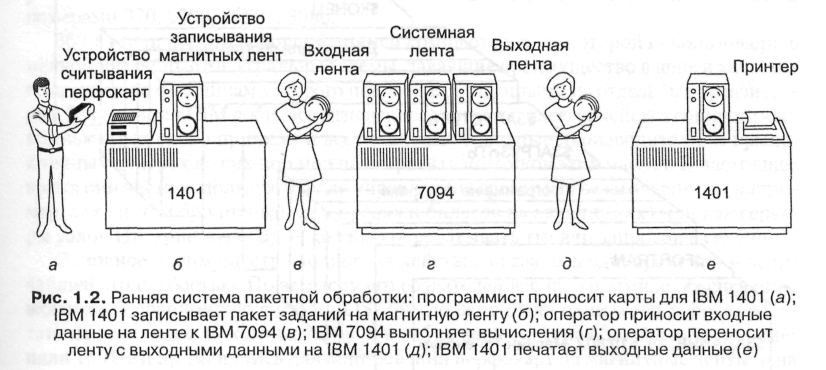 Устройство
считывания
перфокарт
Устройство
записывания
магнитных лент
Входная
лента
Системная
лента
Выходная
лента
Принтер
1401
7094
1401
а
б
в
г
д
е
Рис. 1.2. Ранняя система пакетной обработки: программист приносит карты для IBM 1401 (а);
IBM 1401 записывает пакет заданий на магнитную ленту (б); оператор приносит входные
данные на ленте к IBM 7094 (в); IBM 7094 выполняет вычисления (г); оператор переносит
ленту с выходными данными на IBM 1401 (д); IBM 1401 печатает выходные данные (е)